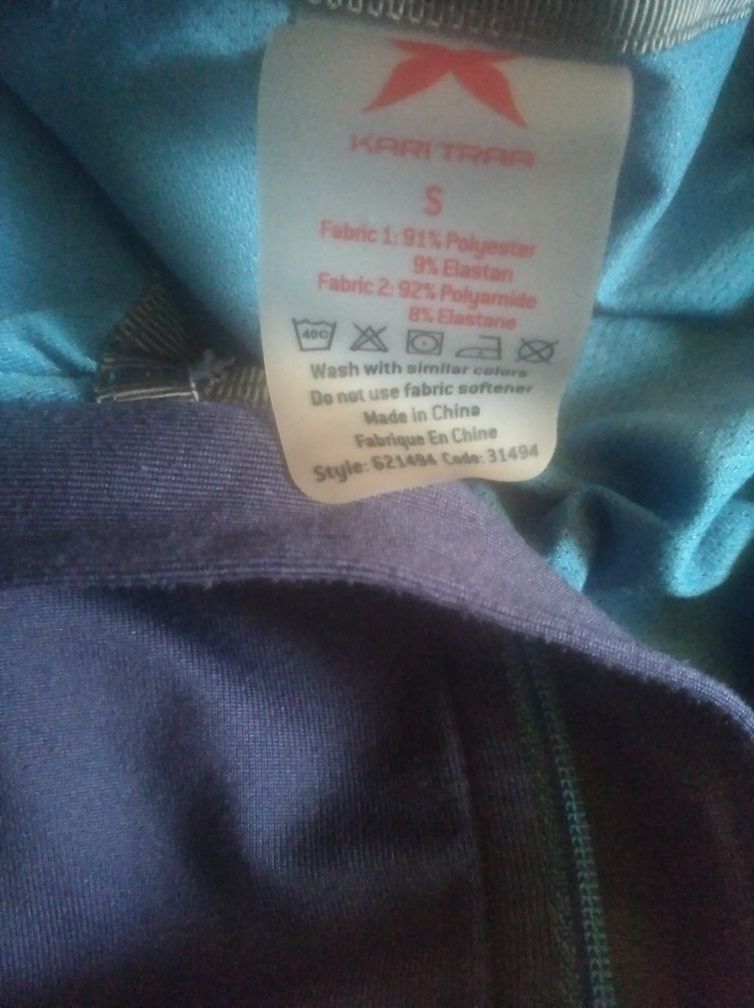 KARI TRAA
S
Fabric 1: 91% Polyester
9% Elastan
Fabric 2: 92% Polyamide
8% Elastane
40C
Wash with similar colors
Do not use fabric softener
Made in China
Fabrique En Chine
Style: 621494 Code: 31494